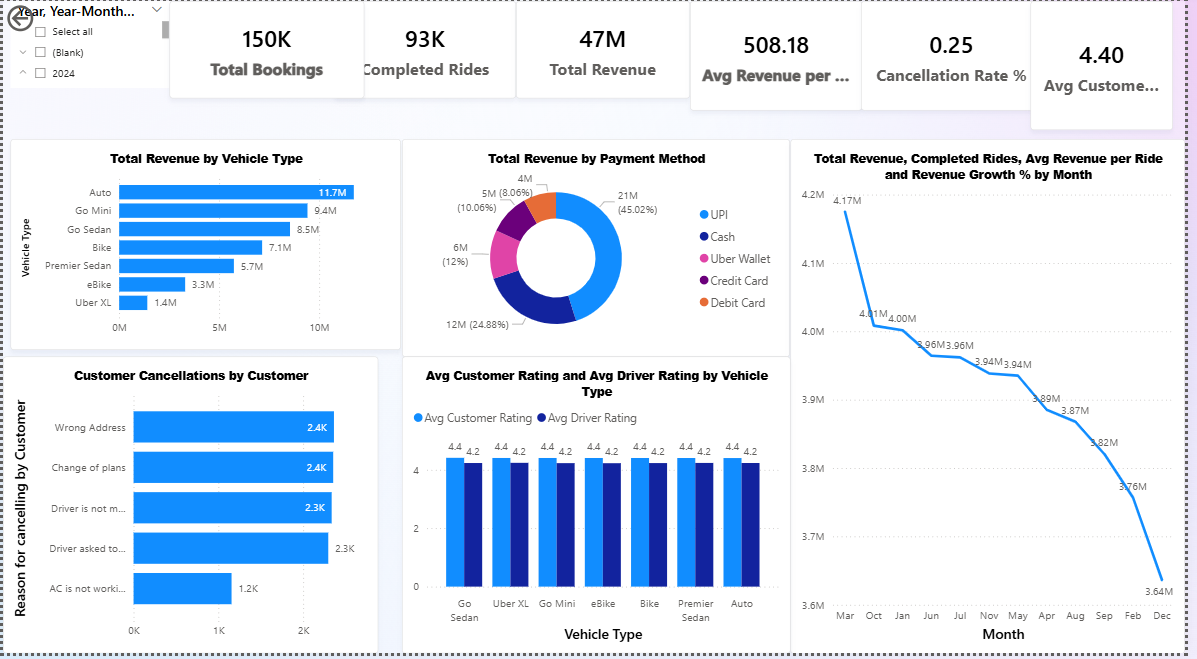 Year, Year-Month...
Select all
(Blank)
2024
150K
Total Bookings
93K
Completed Rides
47M
Total Revenue
508.18
Avg Revenue per ...
0.25
Cancellation Rate %
4.40
Avg Custome...
Total Revenue by Vehicle Type
Vehicle Type
Auto 11.7M
Go Mini 9.4M
Go Sedan 8.5M
Bike 7.1M
Premier Sedan 5.7M
eBike 3.3M
Uber XL 1.4M
0M 5M 10M
Total Revenue by Payment Method
4M
(8.06%)
5M
(10.06%)
21M
(45.02%)
6M
(12%)
12M (24.88%)
UPI
Cash
Uber Wallet
Credit Card
Debit Card
Total Revenue, Completed Rides, Avg Revenue per Ride
and Revenue Growth % by Month
4.2M
4.1M
4.0M
3.9M
3.8M
3.7M
3.6M
4.17M
4.01M
4.00M
3.96M
3.96M
3.94M
3.94M
3.89M
3.87M
3.82M
3.76M
3.64M
Mar Oct Jan Jun Jul Nov May Apr Aug Sep Feb Dec
Month
Customer Cancellations by Customer
Reason for cancelling by Customer
Wrong Address 2.4K
Change of plans 2.4K
Driver is not m... 2.3K
Driver asked to... 2.3K
AC is not worki... 1.2K
0K 1K 2K
Avg Customer Rating and Avg Driver Rating by Vehicle
Type
Avg Customer Rating Avg Driver Rating
4
2
0
4.4 4.2 4.4 4.2 4.4 4.2 4.4 4.2 4.4 4.2 4.4 4.2 4.4 4.2
Go Sedan Uber XL Go Mini eBike Bike Premier Sedan Auto
Vehicle Type